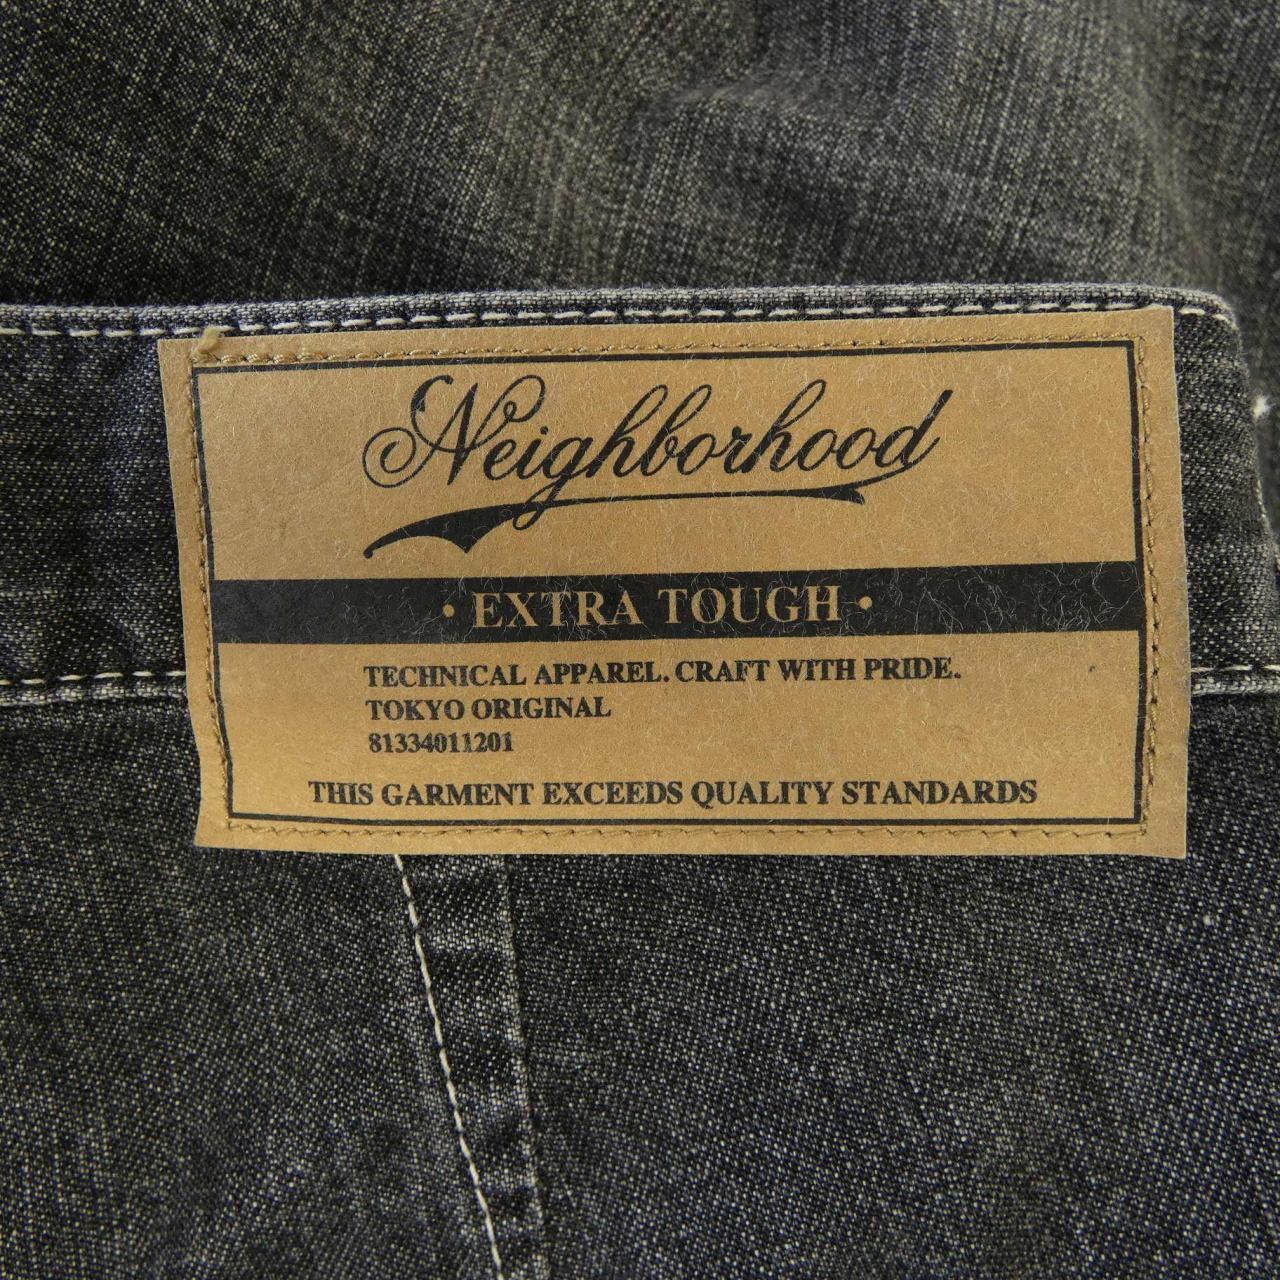 Neighborhood
• EXTRA TOUGH •
TECHNICAL APPAREL. CRAFT WITH PRIDE.
TOKYO ORIGINAL
81334011201
THIS GARMENT EXCEEDS QUALITY STANDARDS